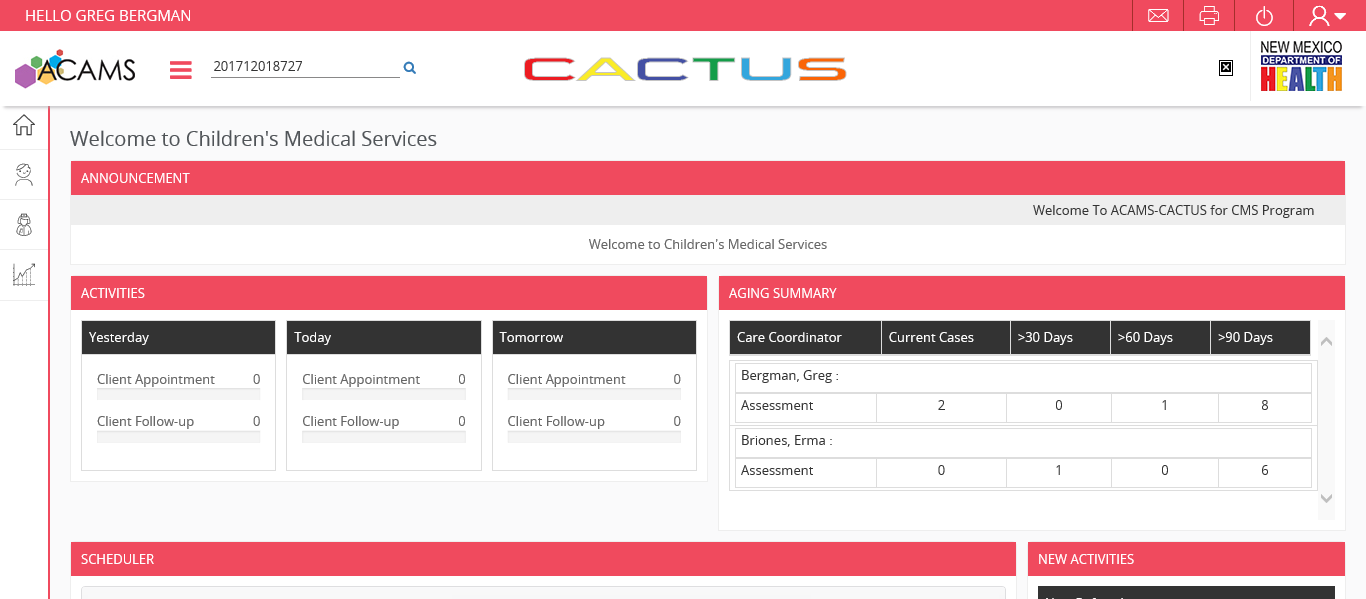 HELLO GREG BERGMAN
ACAMS
201712018727
CACTUS
NEW MEXICO
DEPARTMENT OF
HEALTH
Welcome to Children's Medical Services
ANNOUNCEMENT
Welcome To ACAMS-CACTUS for CMS Program
Welcome to Children's Medical Services
ACTIVITIES
Yesterday
Client Appointment 0
Client Follow-up 0
Today
Client Appointment 0
Client Follow-up 0
Tomorrow
Client Appointment 0
Client Follow-up 0
AGING SUMMARY
Care Coordinator Current Cases >30 Days >60 Days >90 Days
Bergman, Greg :
Assessment 2 0 1 8
Briones, Erma :
Assessment 0 1 0 6
SCHEDULER
NEW ACTIVITIES